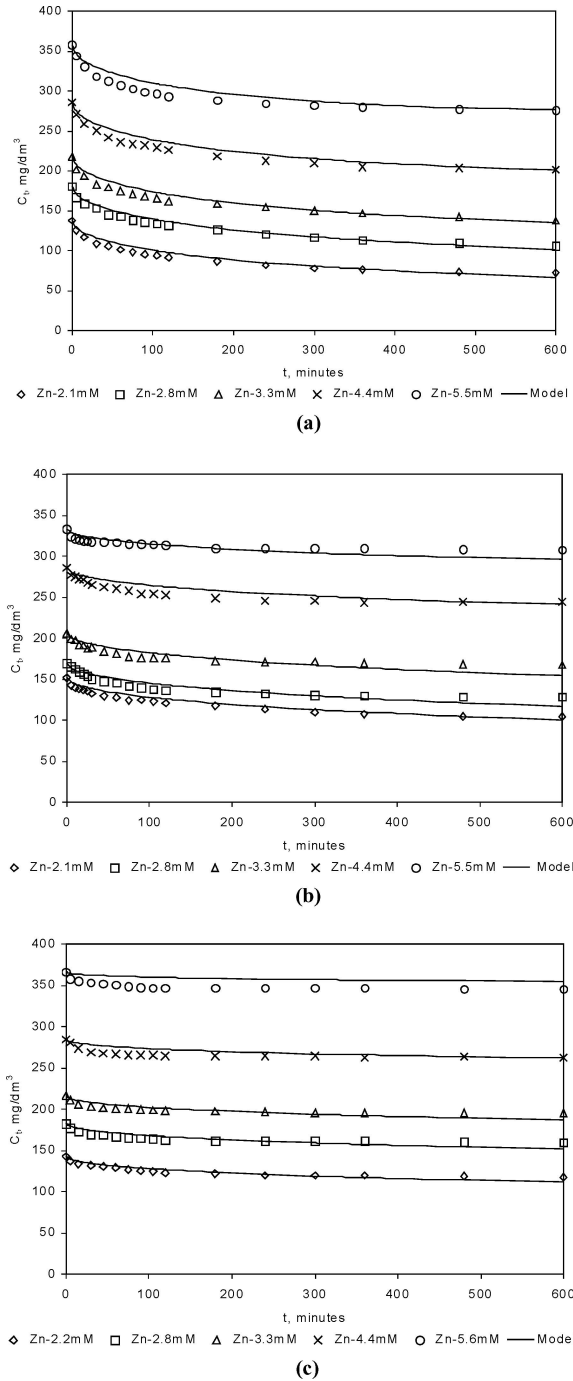 (a)
C t, mg/dm³
400
350
300
250
200
150
100
50
0
0 100 200 300 400 500 600
t, minutes
Zn-2.1mM Zn-2.8mM Zn-3.3mM Zn-4.4mM Zn-5.5mM Model
(a)
C t, mg/dm³
400
350
300
250
200
150
100
50
0
0 100 200 300 400 500 600
t, minutes
Zn-2.1mM Zn-2.8mM Zn-3.3mM Zn-4.4mM Zn-5.5mM Model
(b)
C t, mg/dm³
400
350
300
250
200
150
100
50
0
0 100 200 300 400 500 600
t, minutes
Zn-2.2mM Zn-2.8mM Zn-3.3mM Zn-4.4mM Zn-5.6mM Model
(c)